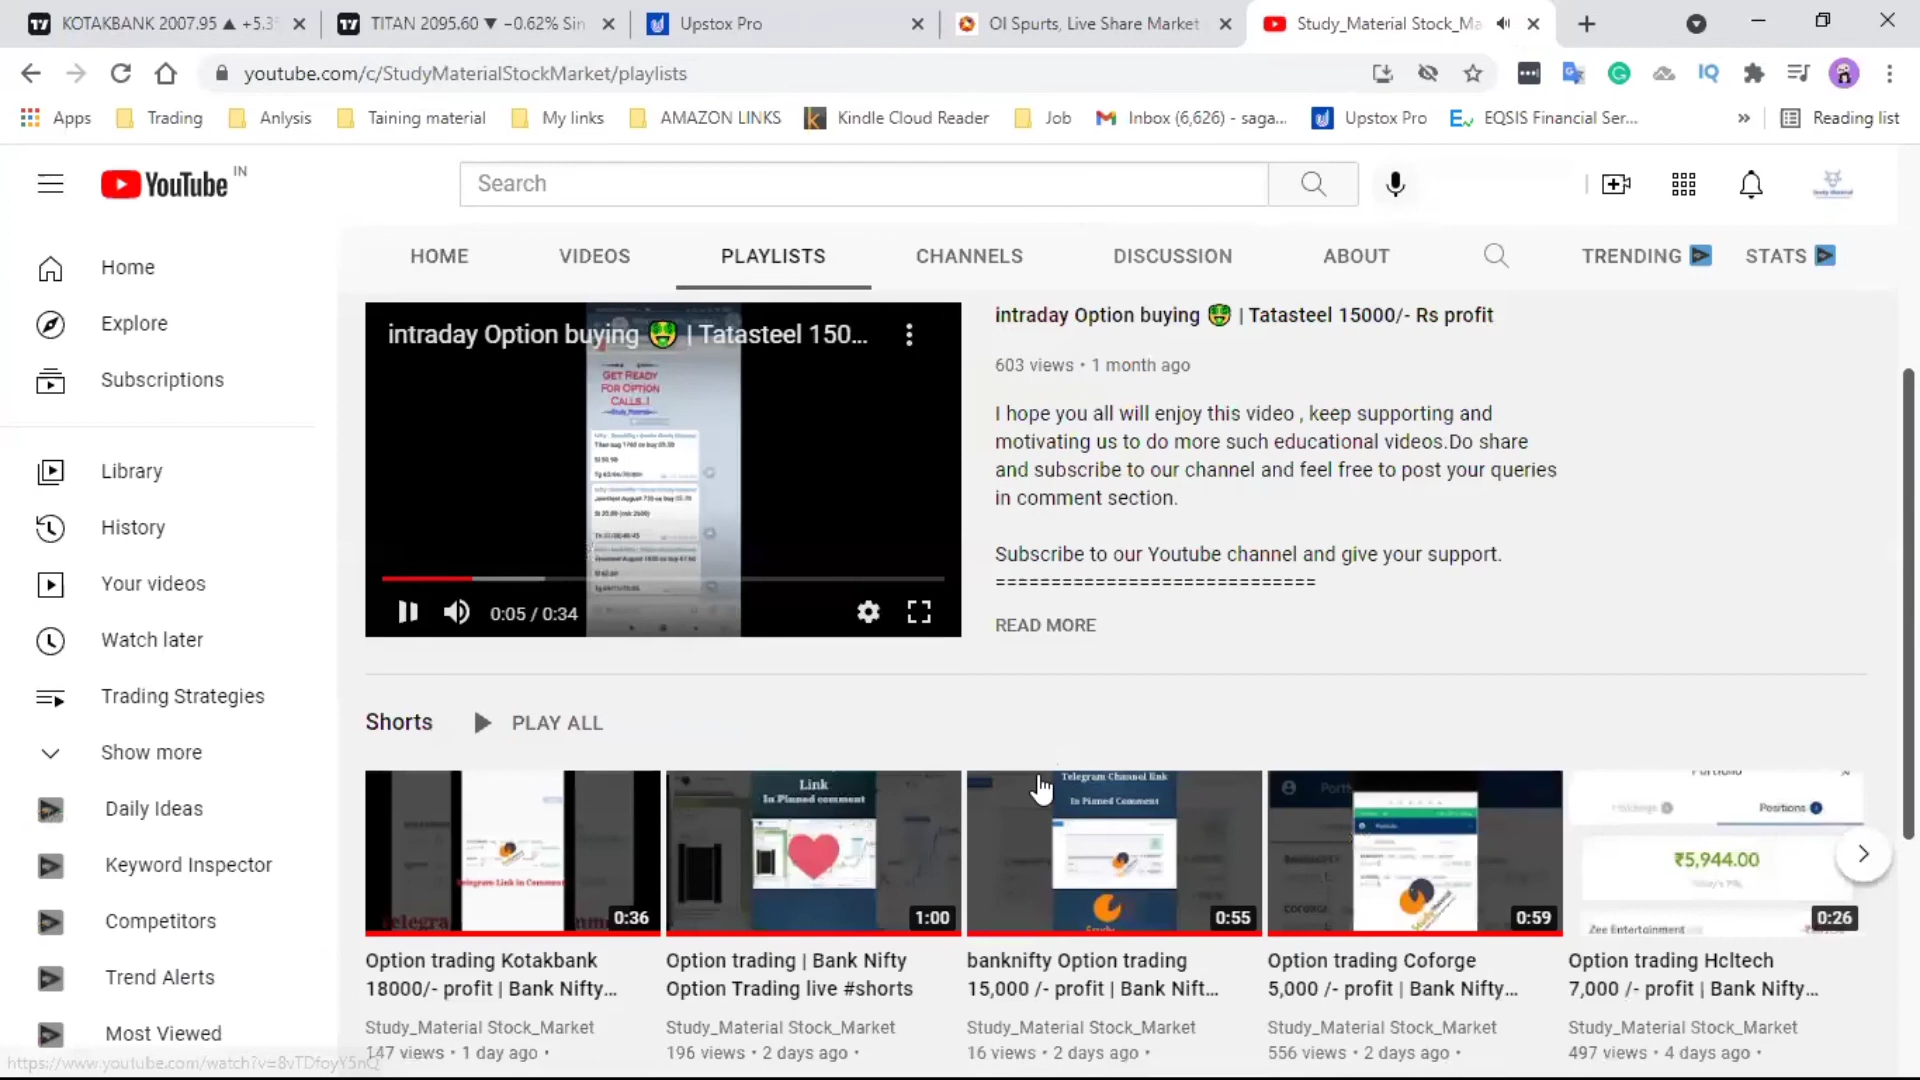 KOTAKBANK 2007.95 ▲ +5.3
TITAN 2095.60 ▼ −0.62% Sin
Upstox Pro
OI Spurts, Live Share Market
Study_Material Stock_Ma
youtube.com/c/StudyMaterialStockMarket/playlists
Apps
Trading
Anlysis
Taining material
My links
AMAZON LINKS
Kindle Cloud Reader
Job
Inbox (6,626) - saga...
Upstox Pro
EQSIS Financial Ser...
»
Reading list
YouTube IN
Search
HOME
VIDEOS
PLAYLISTS
CHANNELS
DISCUSSION
ABOUT
TRENDING
STATS
Home
Explore
Subscriptions
Library
History
Your videos
Watch later
Trading Strategies
Show more
Daily Ideas
Keyword Inspector
Competitors
Trend Alerts
Most Viewed
intraday Option buying 🤑 | Tatasteel 150...
GET READY
FOR OPTION
CALLS..!
0:05 / 0:34
intraday Option buying 🤑 | Tatasteel 15000/- Rs profit
603 views • 1 month ago
I hope you all will enjoy this video , keep supporting and
motivating us to do more such educational videos.Do share
and subscribe to our channel and feel free to post your queries
in comment section.
Subscribe to our Youtube channel and give your support.
============================
READ MORE
Shorts
PLAY ALL
Telegram Link in Comment
0:36
Link
In Pinned comment
1:00
Telegram Channel link
In Pinned Comment
0:55
0:59
Portfolio
Positions
₹5,944.00
Today's P&L
Zee Entertainment
0:26
Option trading Kotakbank
18000/- profit | Bank Nifty...
Study_Material Stock_Market
147 views • 1 day ago •
Option trading | Bank Nifty
Option Trading live #shorts
Study_Material Stock_Market
196 views • 2 days ago •
banknifty Option trading
15,000 /- profit | Bank Nift...
Study_Material Stock_Market
16 views • 2 days ago •
Option trading Coforge
5,000 /- profit | Bank Nifty...
Study_Material Stock_Market
556 views • 2 days ago •
Option trading Hcltech
7,000 /- profit | Bank Nifty...
Study_Material Stock_Market
497 views • 4 days ago •
https://www.youtube.com/watch?v=8vTDfoyY5nQ